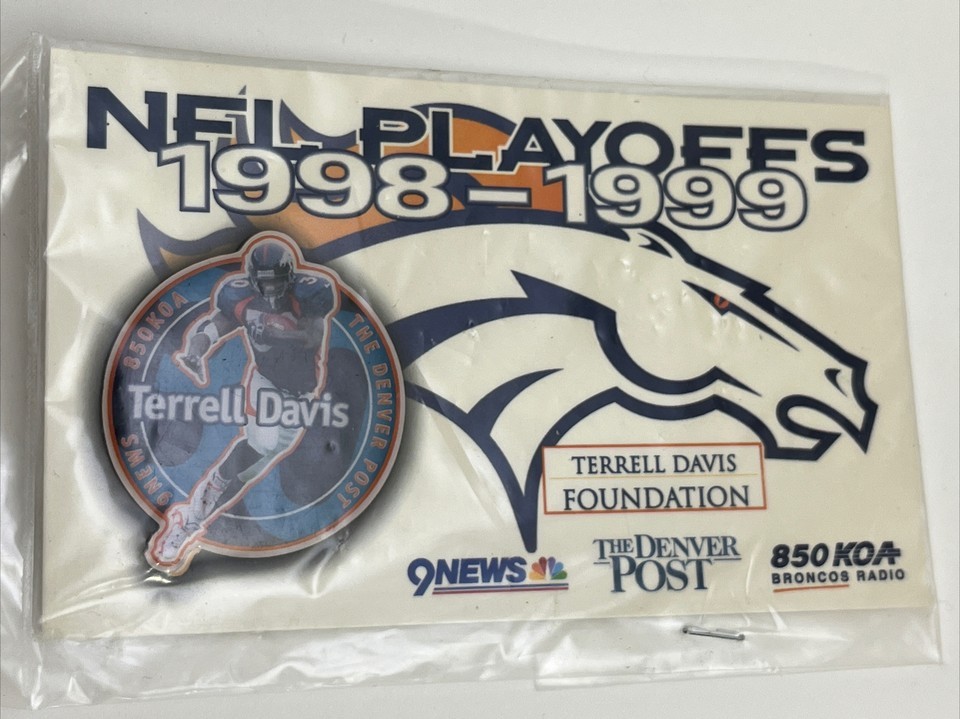 NFL PLAYOFFS
1998-1999
850KOA
THE DENVER POST
9NEWS
30
Terrell Davis
TERRELL DAVIS
FOUNDATION
9NEWS
THE DENVER
POST
850 KOA
BRONCOS RADIO